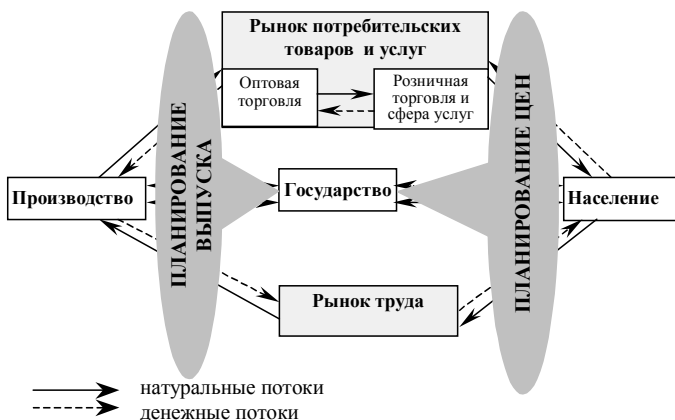 Рынок потребительских
товаров и услуг
Оптовая
торговля
Розничная
торговля и
сфера услуг
ПЛАНИРОВАНИЕ
ВЫПУСКА
ПЛАНИРОВАНИЕ ЦЕН
Производство
Государство
Население
Рынок труда
натуральные потоки
денежные потоки